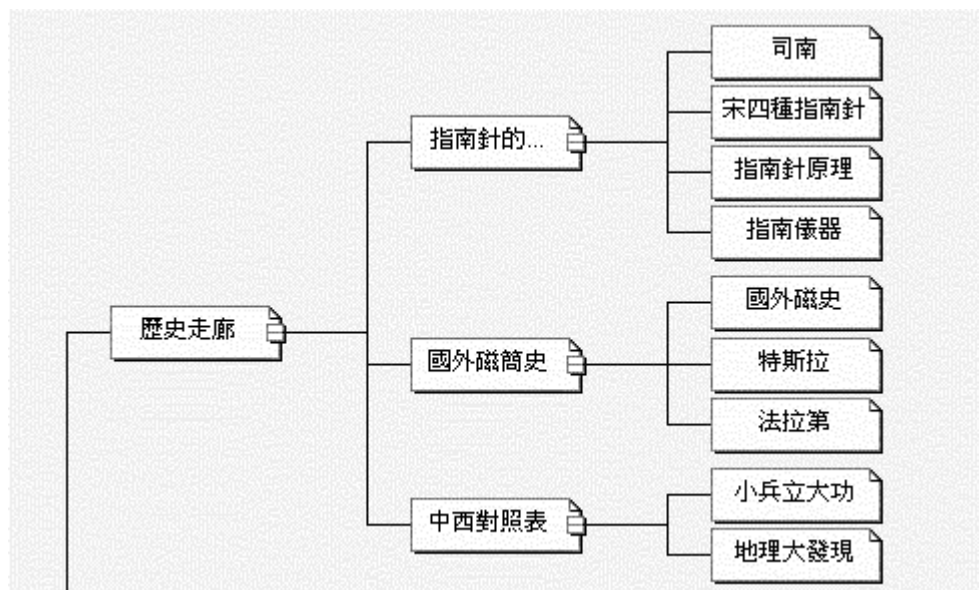 司南
宋四種指南針
指南針的...
指南針原理
指南儀器
國外磁史
歷史走廊
國外磁簡史
特斯拉
法拉第
小兵立大功
中西對照表
地理大發現